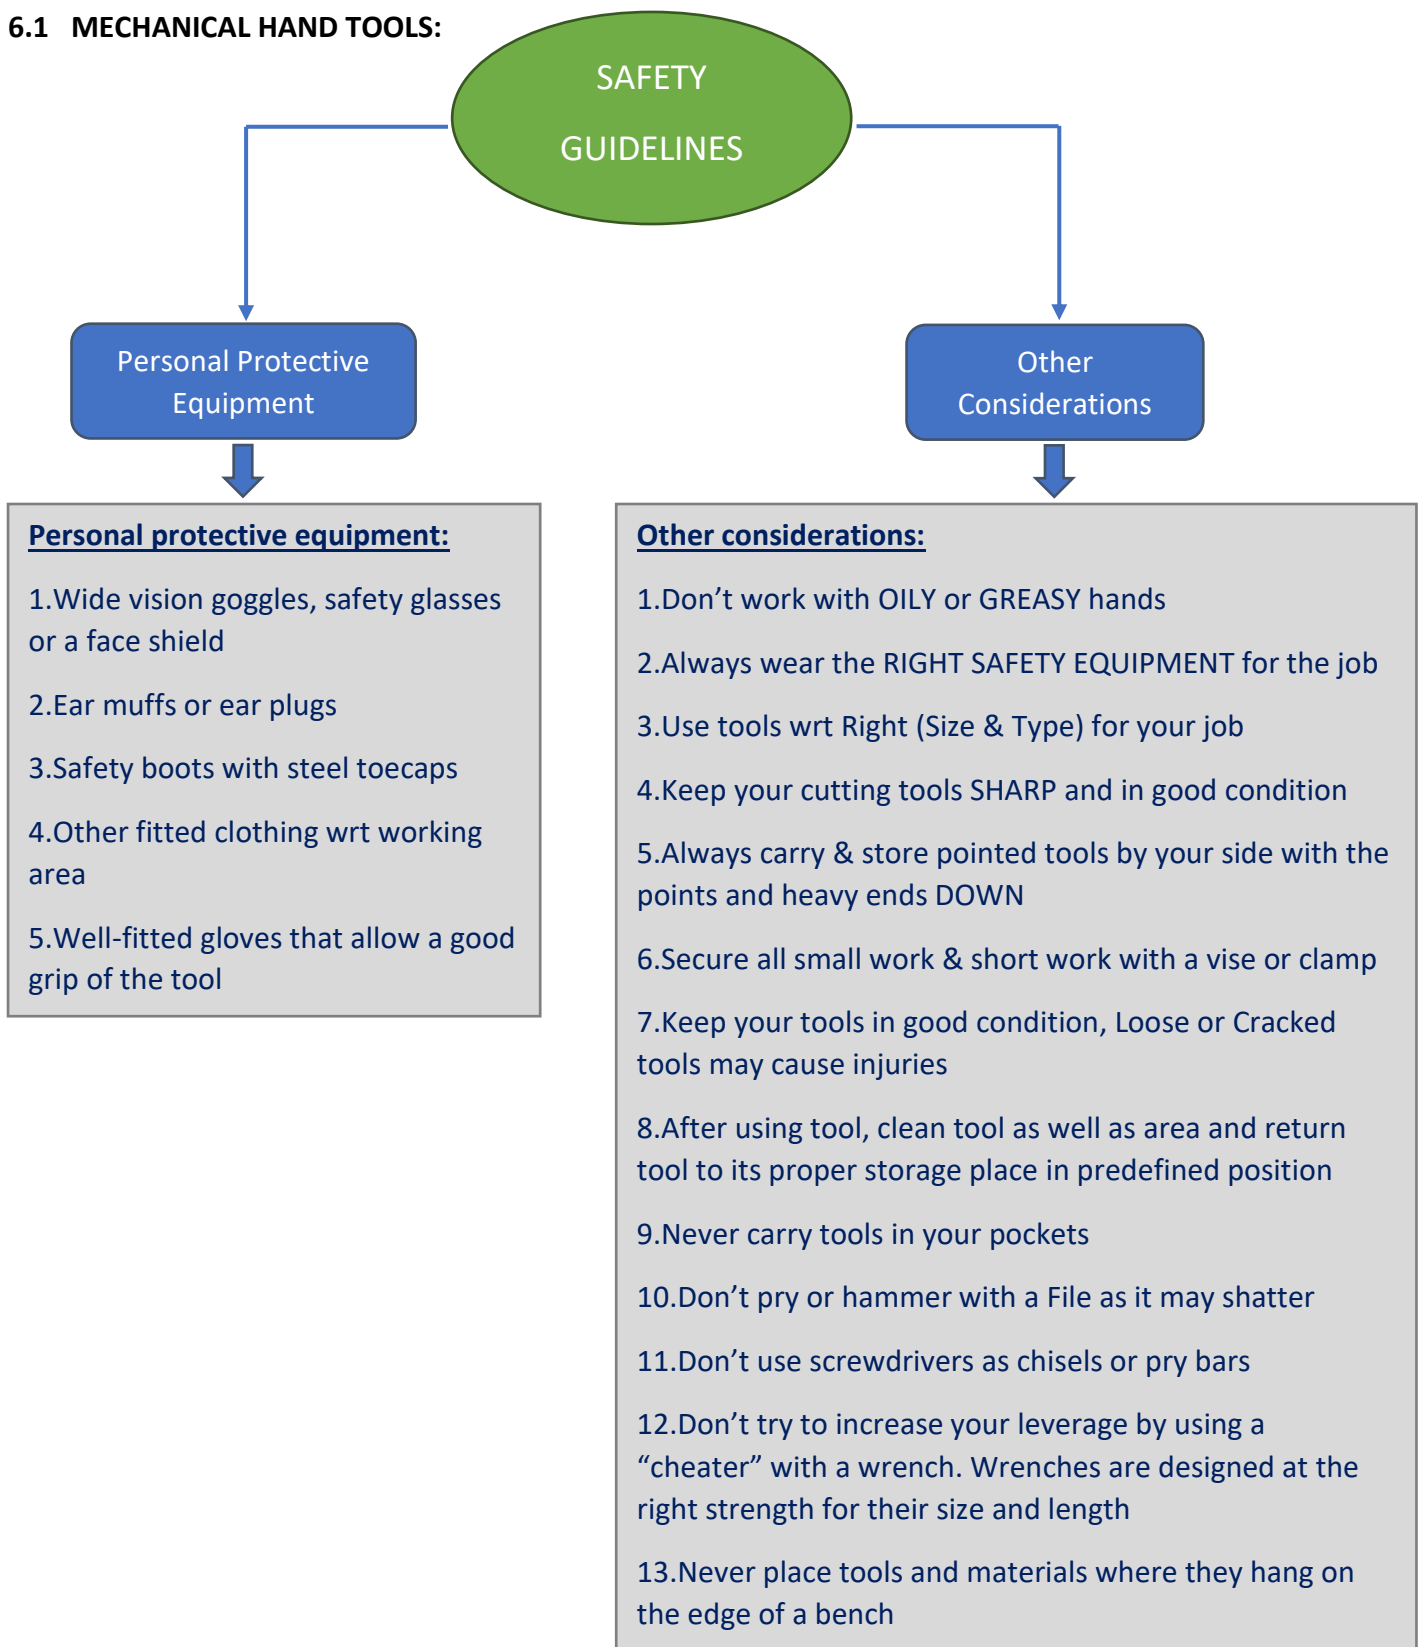 6.1 MECHANICAL HAND TOOLS:
SAFETY
GUIDELINES
Personal Protective
Equipment
Other
Considerations
Personal protective equipment:
1.Wide vision goggles, safety glasses
or a face shield
2.Ear muffs or ear plugs
3.Safety boots with steel toecaps
4.Other fitted clothing wrt working
area
5.Well-fitted gloves that allow a good
grip of the tool
Other considerations:
1.Don’t work with OILY or GREASY hands
2.Always wear the RIGHT SAFETY EQUIPMENT for the job
3.Use tools wrt Right (Size & Type) for your job
4.Keep your cutting tools SHARP and in good condition
5.Always carry & store pointed tools by your side with the
points and heavy ends DOWN
6.Secure all small work & short work with a vise or clamp
7.Keep your tools in good condition, Loose or Cracked
tools may cause injuries
8.After using tool, clean tool as well as area and return
tool to its proper storage place in predefined position
9.Never carry tools in your pockets
10.Don’t pry or hammer with a File as it may shatter
11.Don’t use screwdrivers as chisels or pry bars
12.Don’t try to increase your leverage by using a
“cheater” with a wrench. Wrenches are designed at the
right strength for their size and length
13.Never place tools and materials where they hang on
the edge of a bench